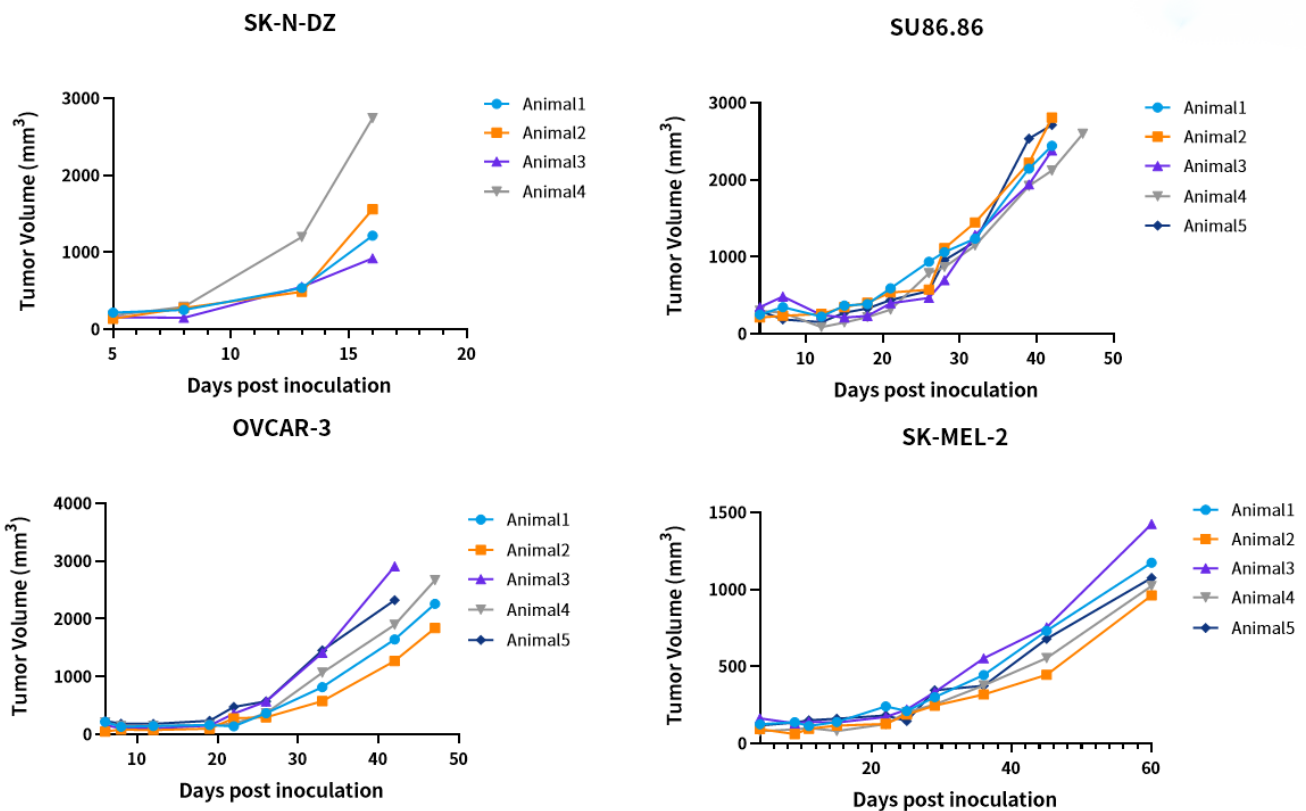 SK-N-DZ
Tumor Volume (mm³)
3000
2000
1000
0
5
10
15
20
Days post inoculation
Animal1
Animal2
Animal3
Animal4
SU86.86
Tumor Volume (mm³)
3000
2000
1000
0
10
20
30
40
50
Days post inoculation
Animal1
Animal2
Animal3
Animal4
Animal5
OVCAR-3
Tumor Volume (mm³)
4000
3000
2000
1000
0
10
20
30
40
50
Days post inoculation
Animal1
Animal2
Animal3
Animal4
Animal5
SK-MEL-2
Tumor Volume (mm³)
1500
1000
500
0
20
40
60
Days post inoculation
Animal1
Animal2
Animal3
Animal4
Animal5